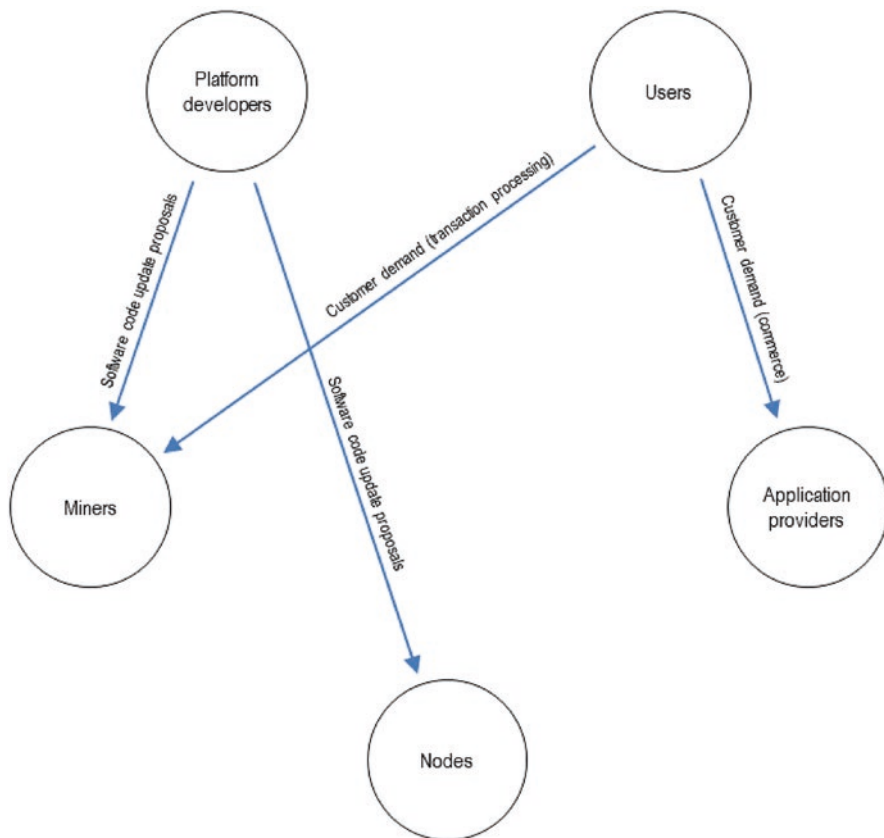 Platform
developers
Users
Software code update proposals
Customer demand (transaction processing)
Customer demand (commerce)
Software code update proposals
Miners
Application
providers
Nodes